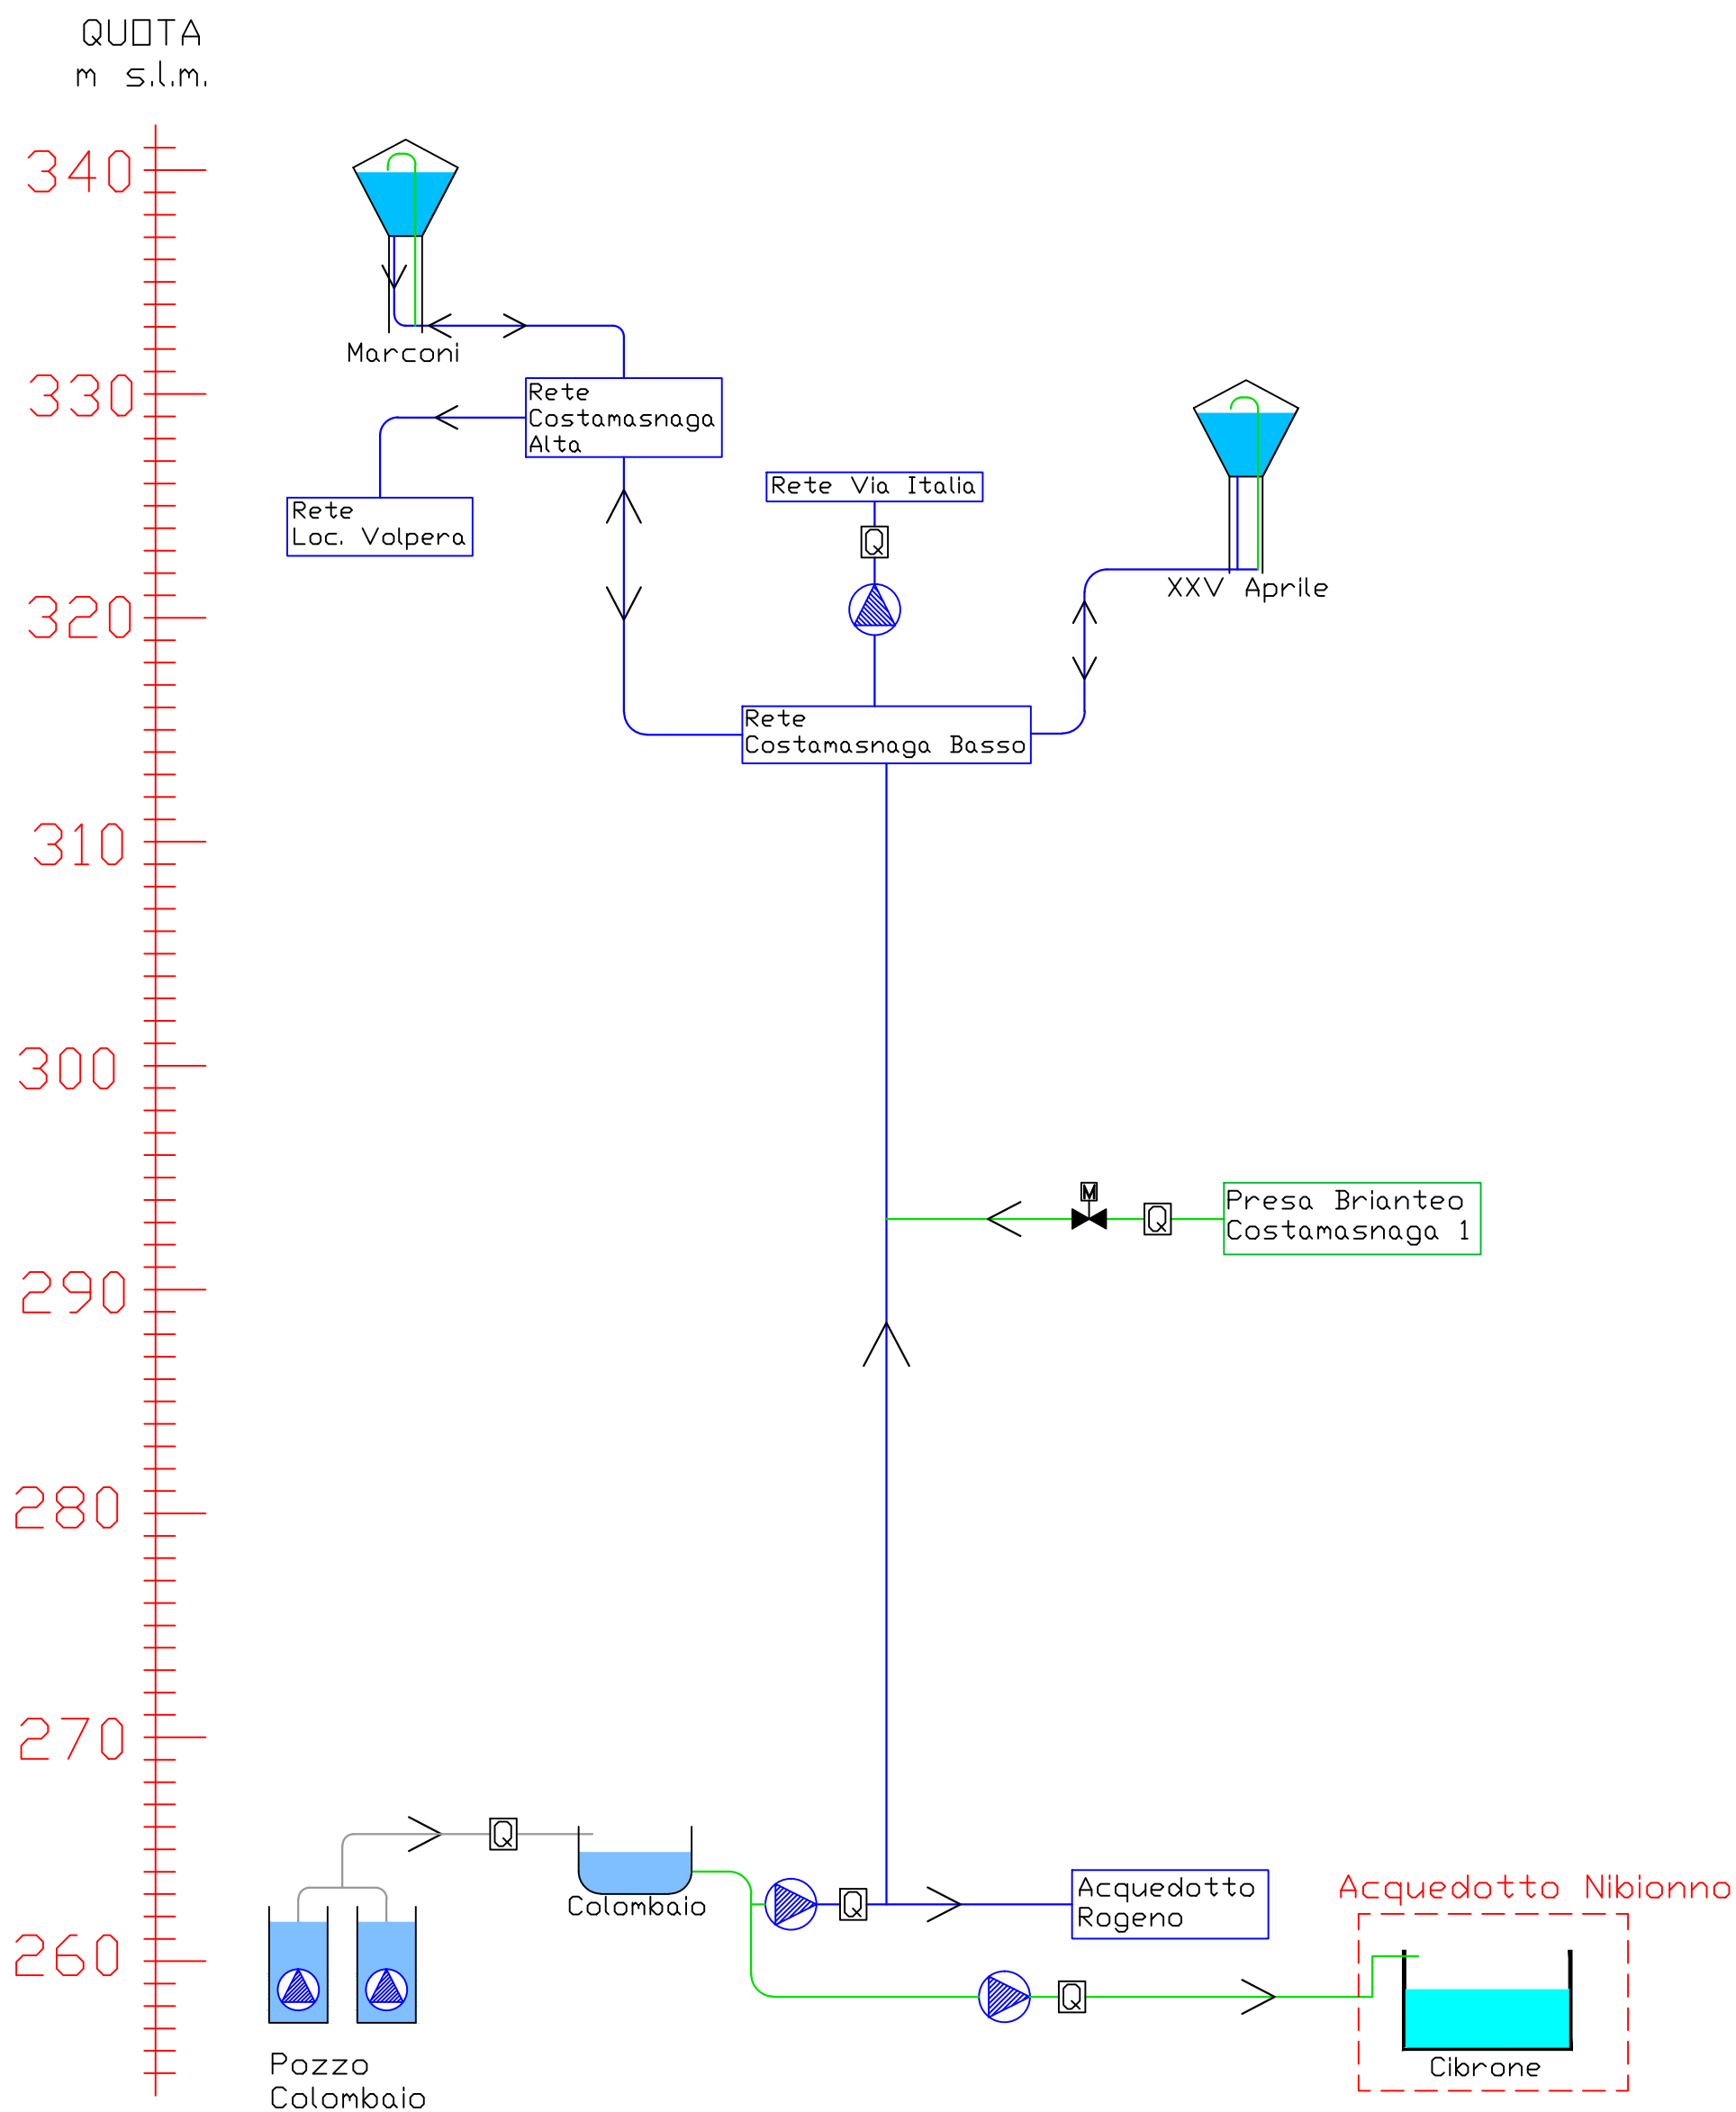 QUOTA
m s.l.m.
340
Marconi
330
Rete
Costamasnaga
Alta
Rete
Loc. Volpera
Rete Via Italia
Q
XXV Aprile
320
Rete
Costamasnaga Basso
310
300
M
Q
Presa Brianteo
Costamasnaga 1
290
280
270
Q
Colombaio
Q
Acquedotto
Rogeno
Acquedotto Nibionno
260
Q
Cibrone
Pozzo
Colombaio